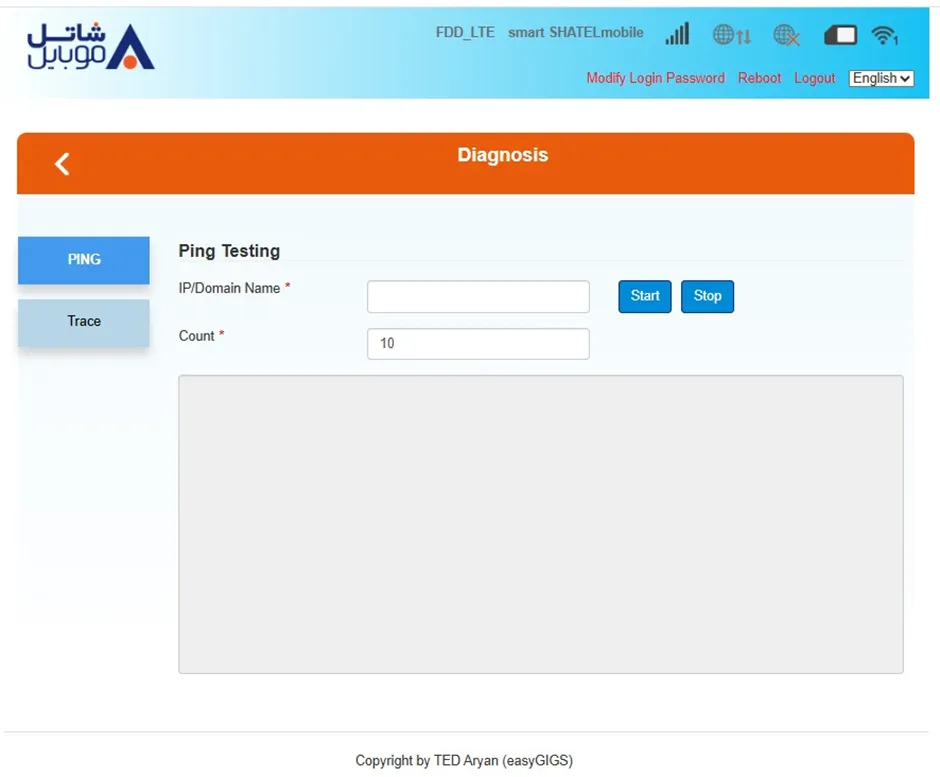 شاتل
موبایل
FDD_LTE smart SHATELmobile
1
Modify Login Password Reboot Logout English
Diagnosis
PING
Trace
Ping Testing
IP/Domain Name *
Start Stop
Count *
10
Copyright by TED Aryan (easyGIGS)